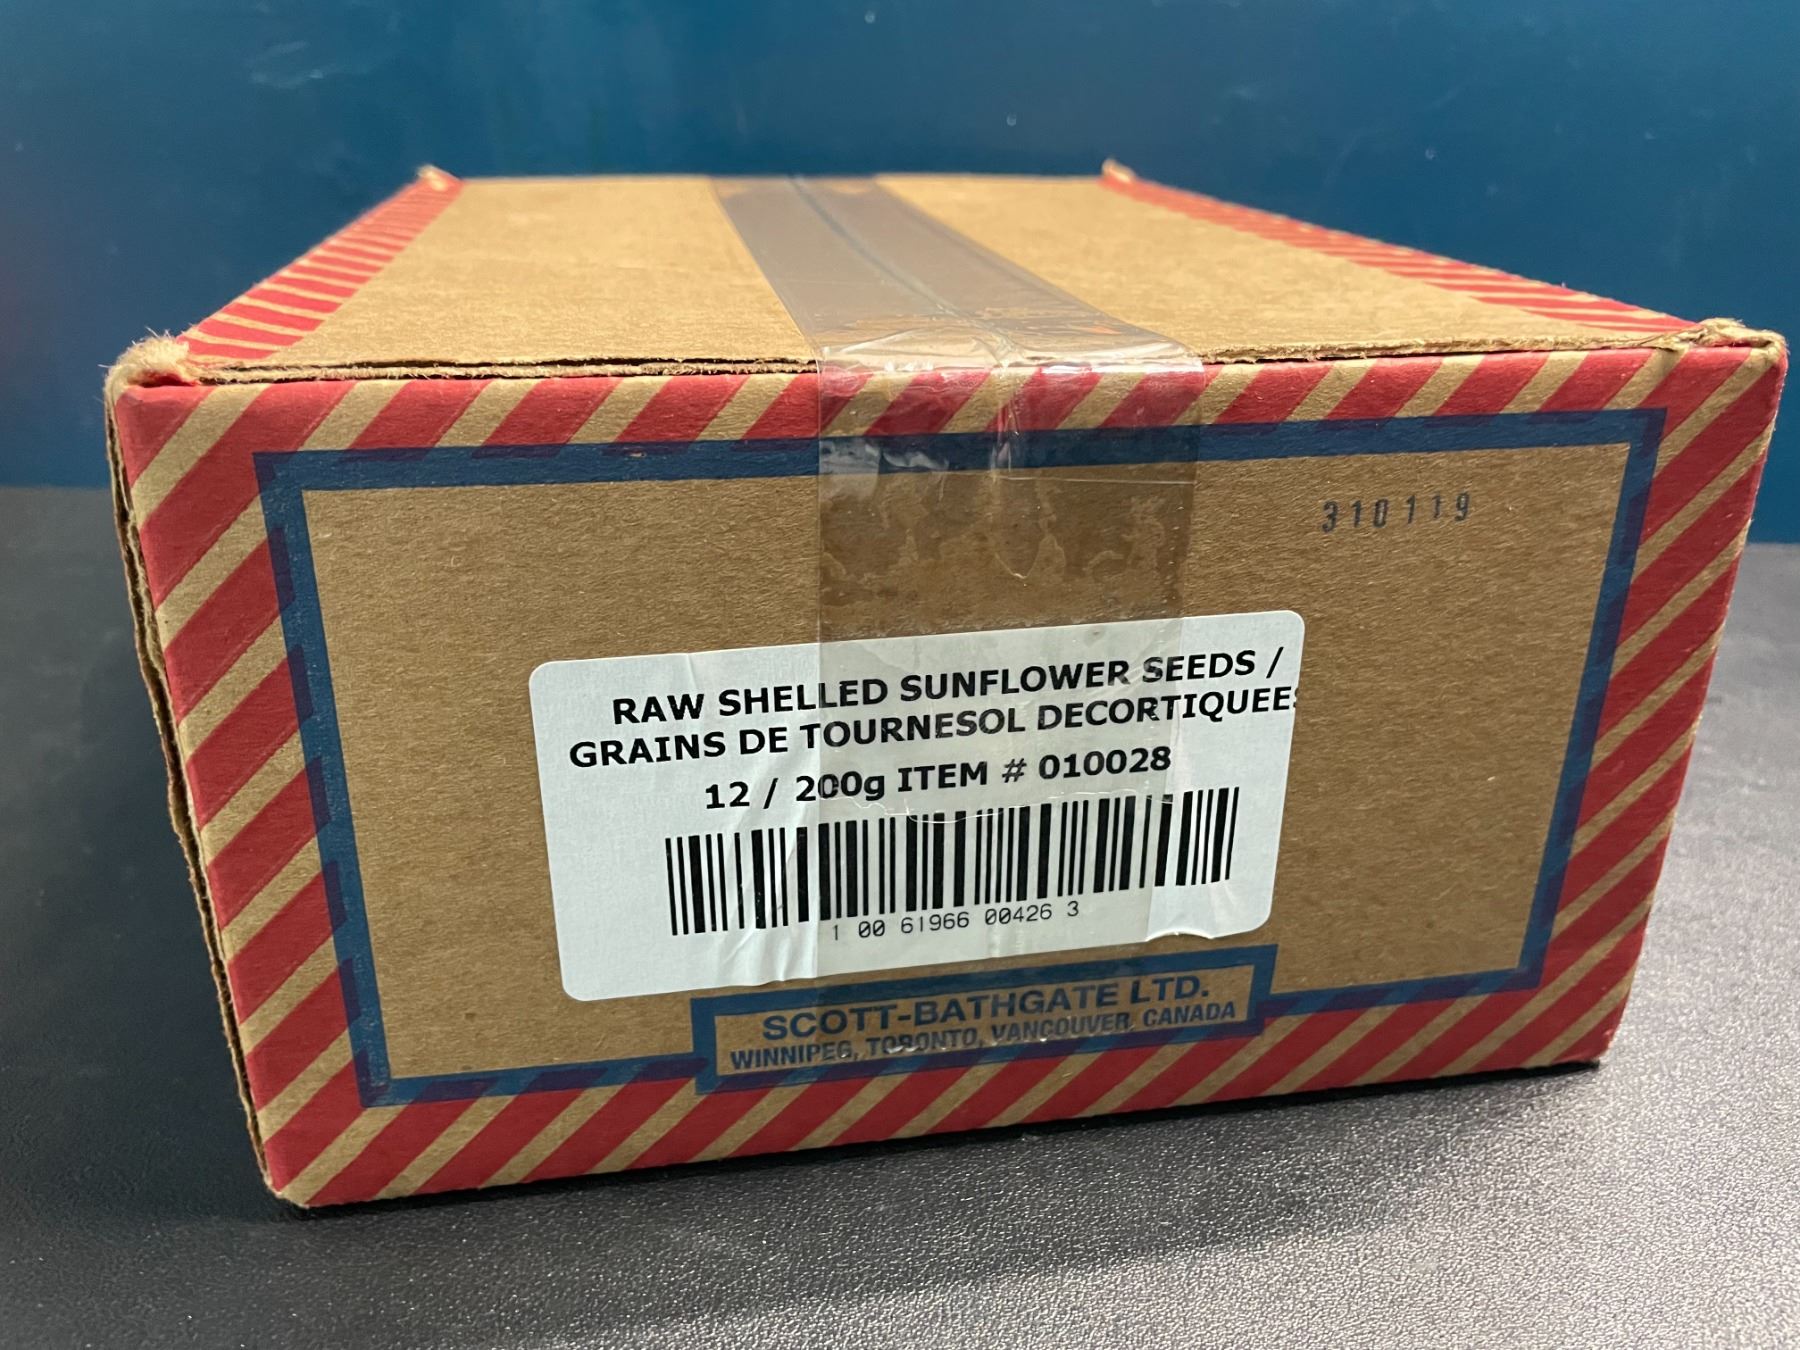 310119
RAW SHELLED SUNFLOWER SEEDS /
GRAINS DE TOURNESOL DECORTIQUEES
12 / 200g ITEM # 010028
1 00 61966 00426 3
SCOTT-BATHGATE LTD.
WINNIPEG, TORONTO, VANCOUVER, CANADA